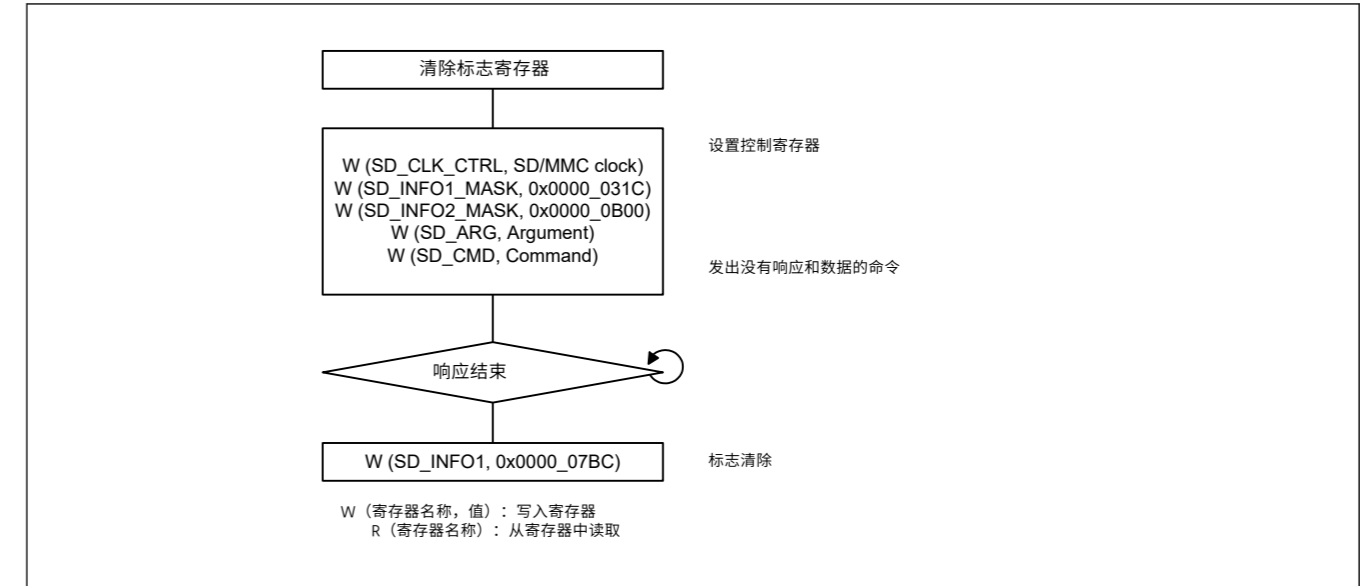 清除标志寄存器
设置控制寄存器
W (SD_CLK_CTRL, SD/MMC clock)
W (SD_INFO1_MASK, 0x0000_031C)
W (SD_INFO2_MASK, 0x0000_0B00)
W (SD_ARG, Argument)
W (SD_CMD, Command)
发出没有响应和数据的命令
响应结束
W (SD_INFO1, 0x0000_07BC)
标志清除
W（寄存器名称，值）：写入寄存器
R（寄存器名称）：从寄存器中读取